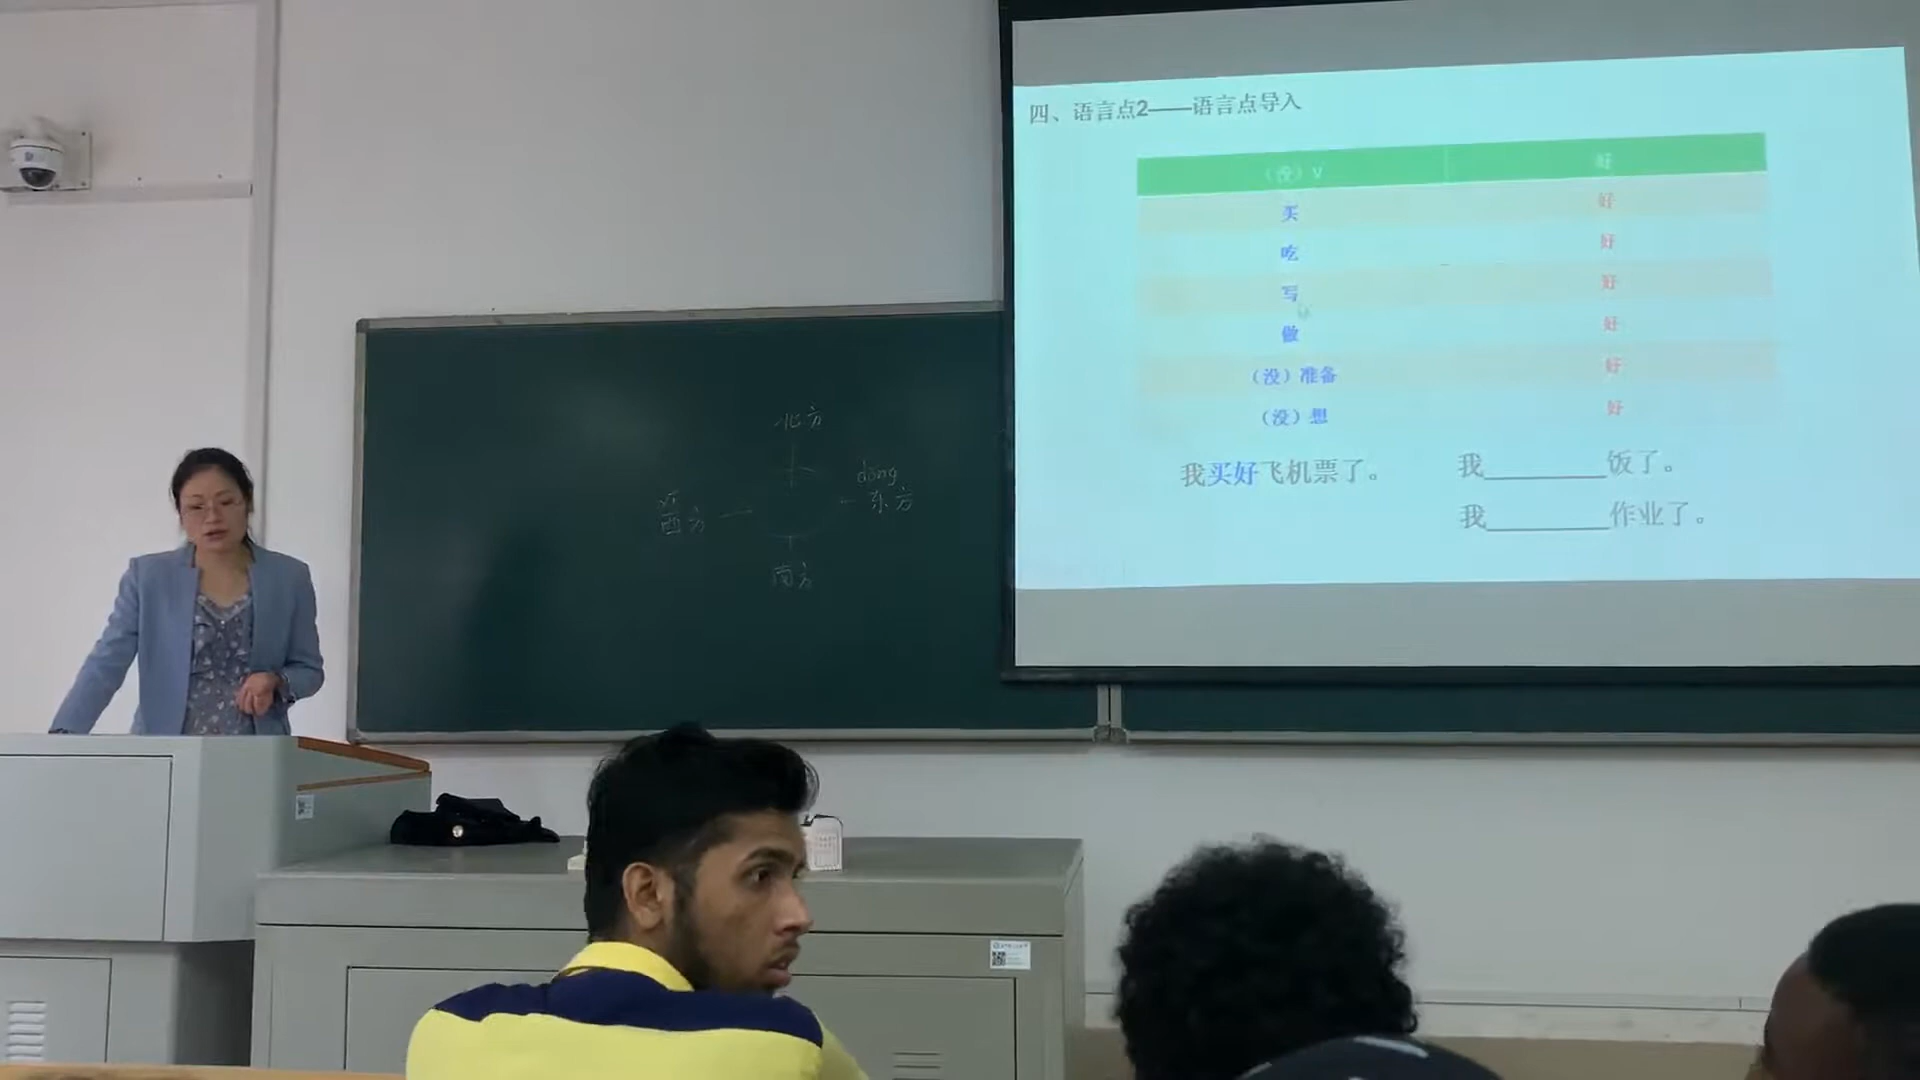 北方
dōng
东方
xī
西方
南方
四、语言点2——语言点导入
（没）V 好
买 好
吃 好
写 好
做 好
（没）准备 好
（没）想 好
我买好飞机票了。
我________饭了。
我________作业了。